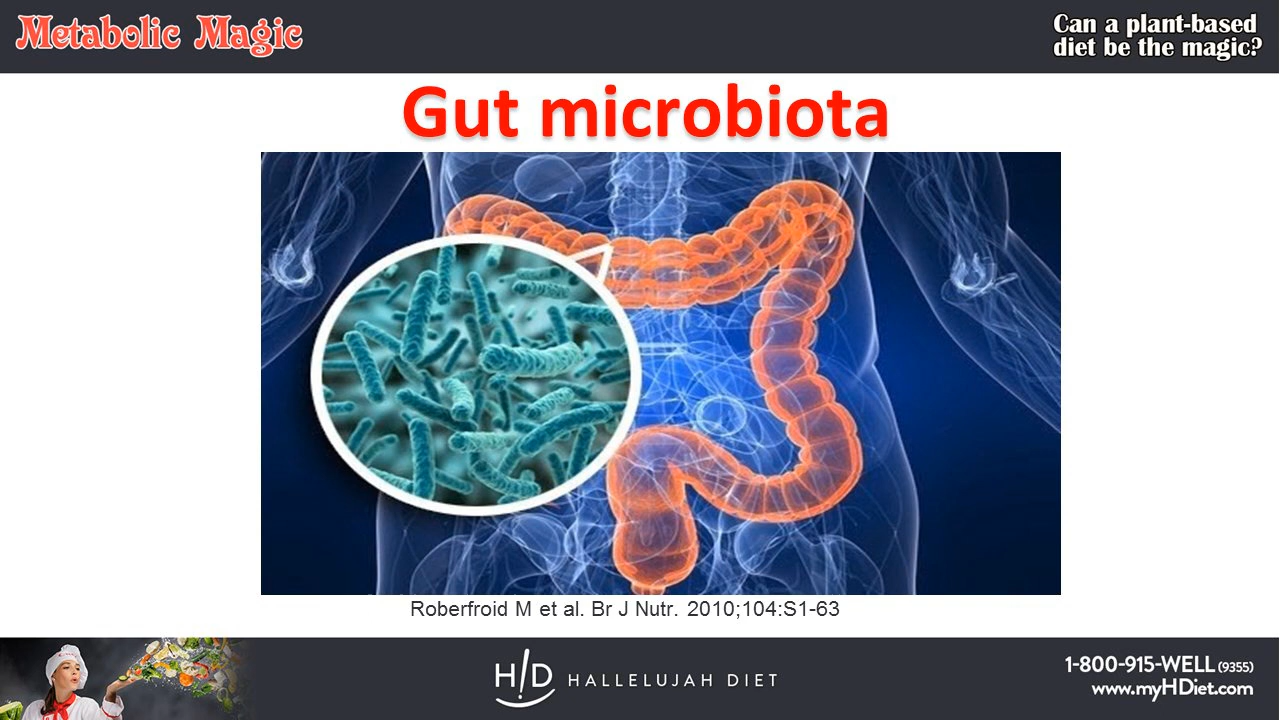 Metabolic Magic
Can a plant-based
diet be the magic?
Gut microbiota
Roberfroid M et al. Br J Nutr. 2010;104:S1-63
H!D HALLELUJAH DIET
1-800-915-WELL (9355)
www.myHDiet.com